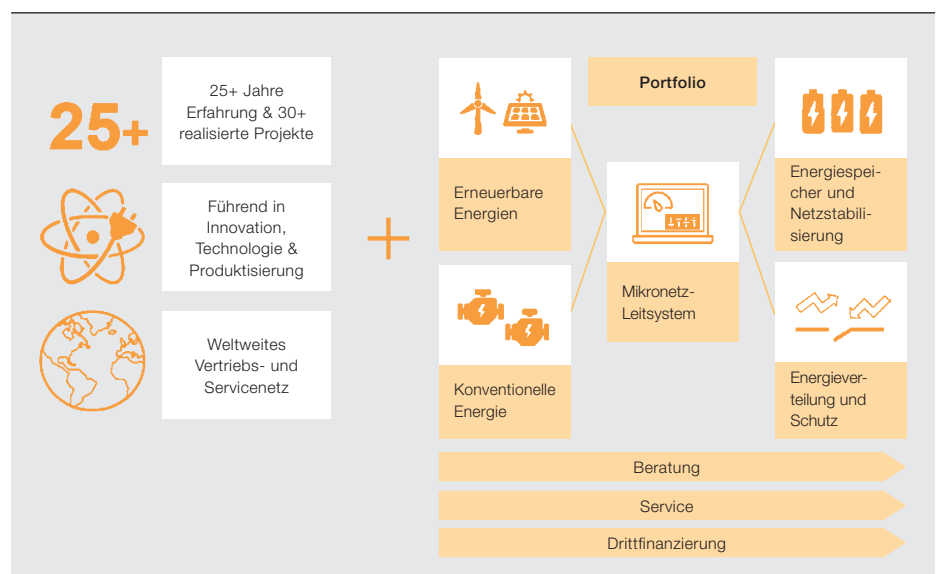 25+
25+ Jahre
Erfahrung & 30+
realisierte Projekte
Führend in
Innovation,
Technologie &
Produktisierung
Weltweites
Vertriebs- und
Servicenetz
+
Portfolio
Erneuerbare
Energien
Konventionelle
Energie
Mikronetz-
Leitsystem
Energiespei-
cher und
Netzstabili-
sierung
Energiever-
teilung und
Schutz
Beratung
Service
Drittfinanzierung